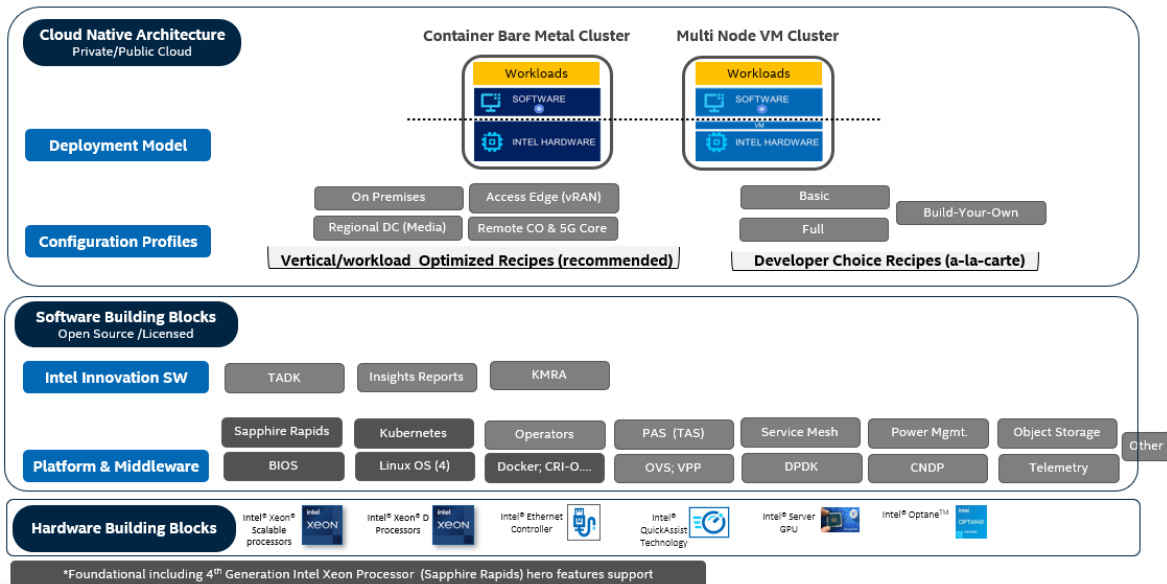 Cloud Native Architecture
Private/Public Cloud
Container Bare Metal Cluster
Multi Node VM Cluster
Workloads
Workloads
SOFTWARE
SOFTWARE
VM
INTEL HARDWARE
INTEL HARDWARE
Deployment Model
On Premises
Access Edge (vRAN)
Basic
Build-Your-Own
Regional DC (Media)
Remote CO & 5G Core
Full
Configuration Profiles
Vertical/workload Optimized Recipes (recommended)
Developer Choice Recipes (a-la-carte)
Software Building Blocks
Open Source /Licensed
Intel Innovation SW
TADK
Insights Reports
KMRA
Sapphire Rapids
Kubernetes
Operators
PAS (TAS)
Service Mesh
Power Mgmt.
Object Storage
Other
Platform & Middleware
BIOS
Linux OS (4)
Docker; CRI-O....
OVS; VPP
DPDK
CNDP
Telemetry
Hardware Building Blocks
Intel® Xeon®
Scalable
processors
intel
XEON
Intel® Xeon® D
Processors
intel
XEON
Intel® Ethernet
Controller
Intel®
QuickAssist
Technology
Intel® Server
GPU
Intel® Optane™
intel
OPTANE
*Foundational including 4th Generation Intel Xeon Processor (Sapphire Rapids) hero features support